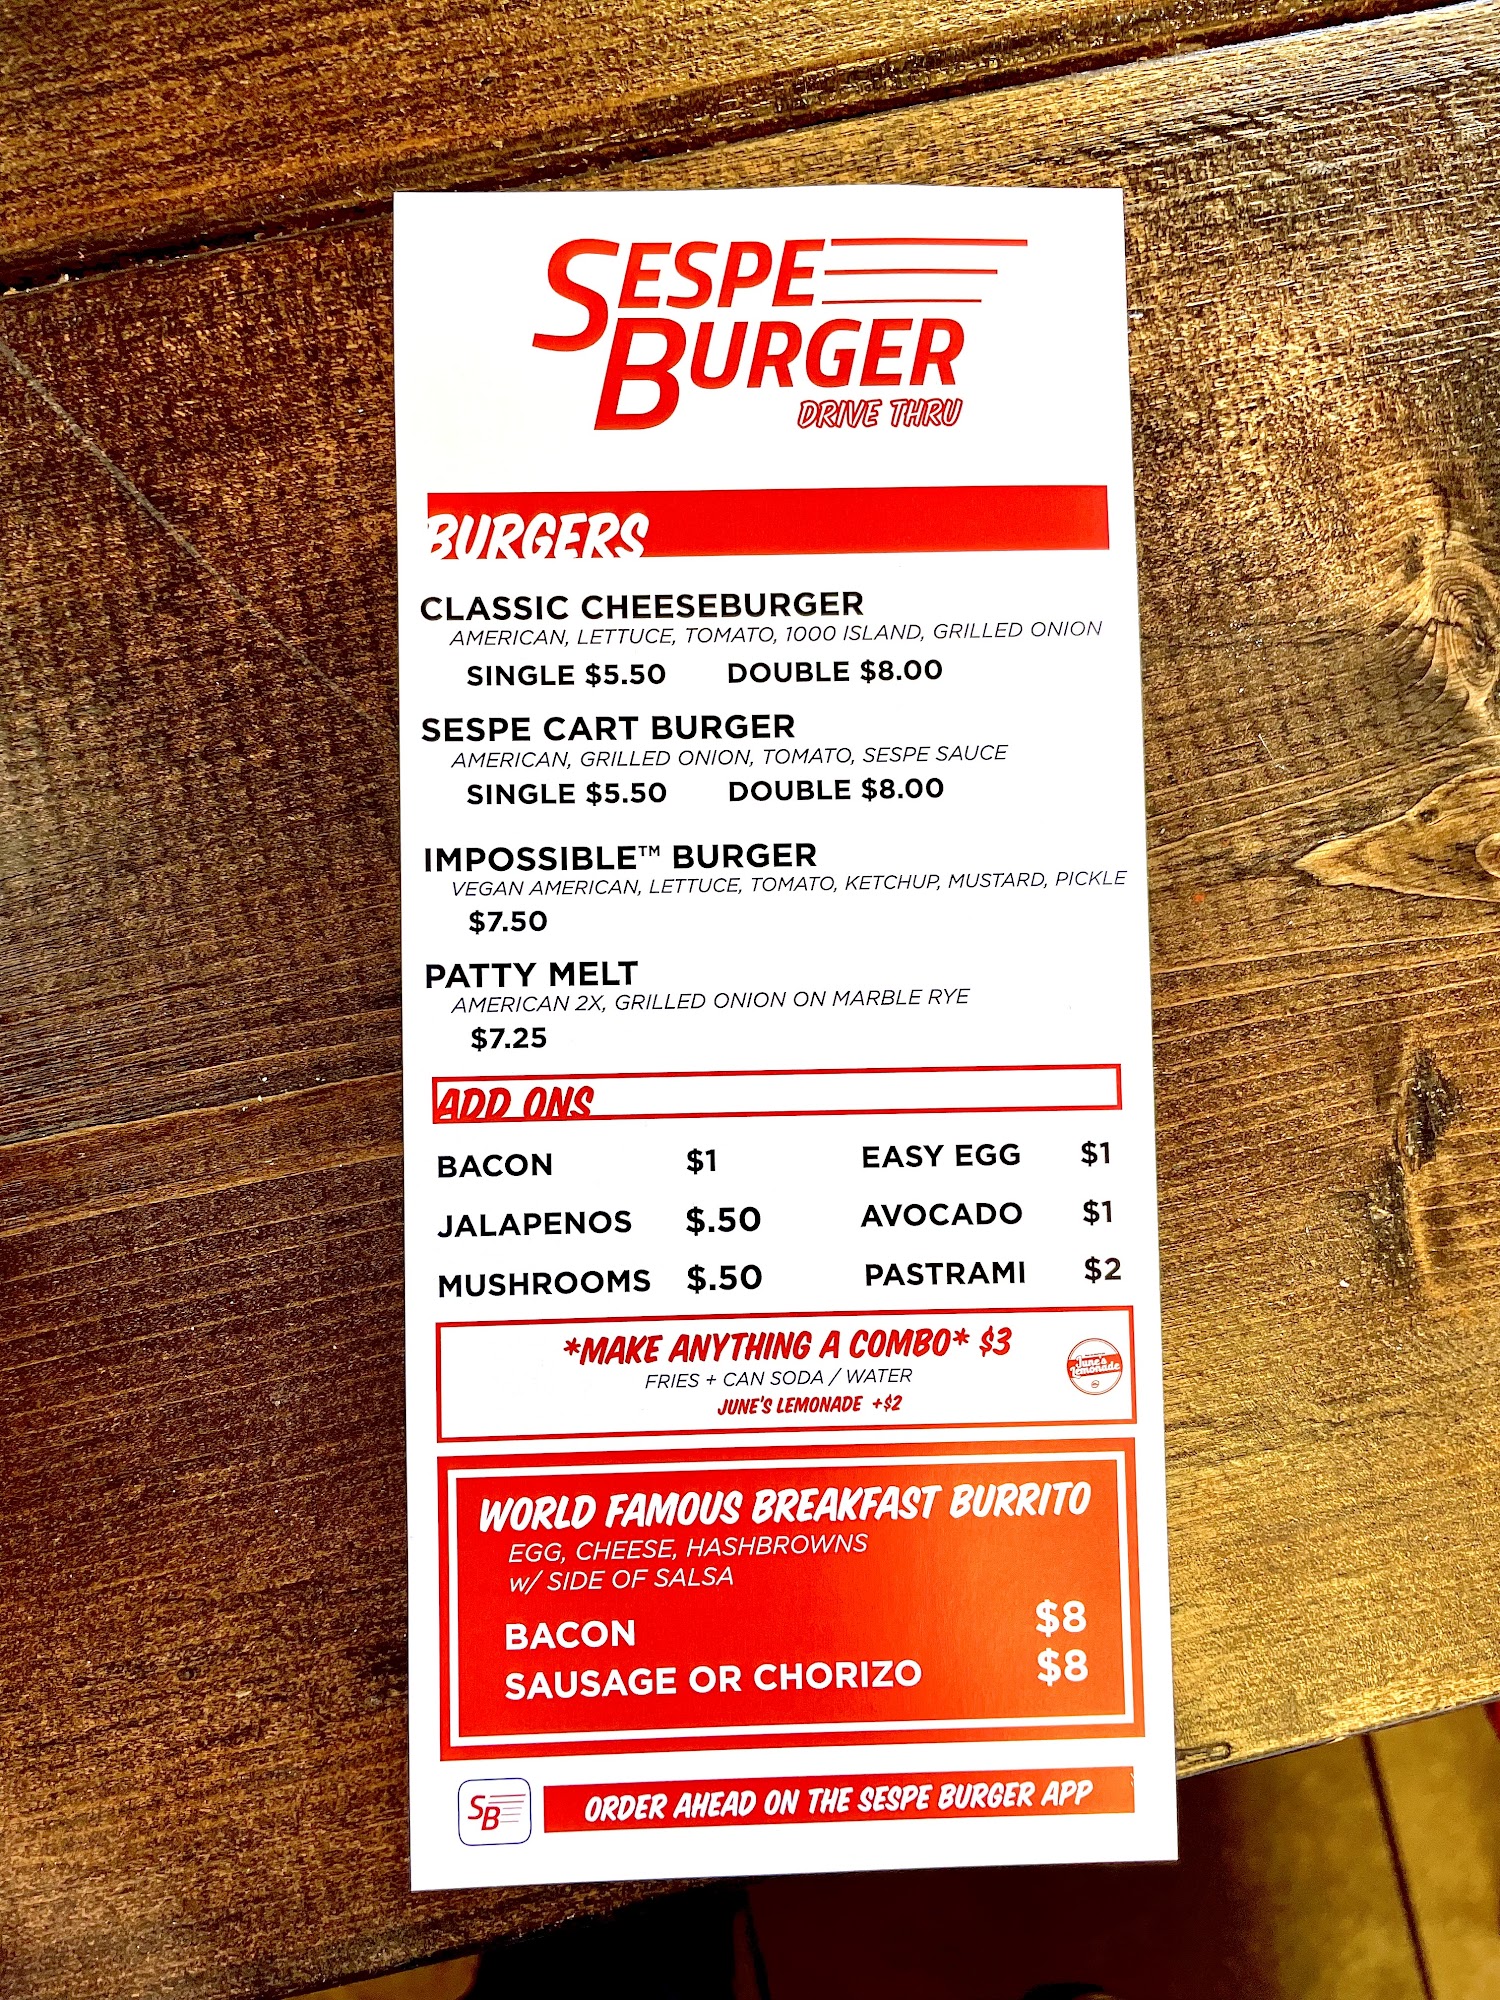 SESPE
BURGER
DRIVE THRU
BURGERS
CLASSIC CHEESEBURGER
AMERICAN, LETTUCE, TOMATO, 1000 ISLAND, GRILLED ONION
SINGLE $5.50 DOUBLE $8.00
SESPE CART BURGER
AMERICAN, GRILLED ONION, TOMATO, SESPE SAUCE
SINGLE $5.50 DOUBLE $8.00
IMPOSSIBLE™ BURGER
VEGAN AMERICAN, LETTUCE, TOMATO, KETCHUP, MUSTARD, PICKLE
$7.50
PATTY MELT
AMERICAN 2X, GRILLED ONION ON MARBLE RYE
$7.25
ADD ONS
BACON $1 EASY EGG $1
JALAPENOS $.50 AVOCADO $1
MUSHROOMS $.50 PASTRAMI $2
*MAKE ANYTHING A COMBO* $3
FRIES + CAN SODA / WATER
JUNE'S LEMONADE +$2
June's
Lemonade
WORLD FAMOUS BREAKFAST BURRITO
EGG, CHEESE, HASHBROWNS
w/ SIDE OF SALSA
BACON $8
SAUSAGE OR CHORIZO $8
SB
ORDER AHEAD ON THE SESPE BURGER APP